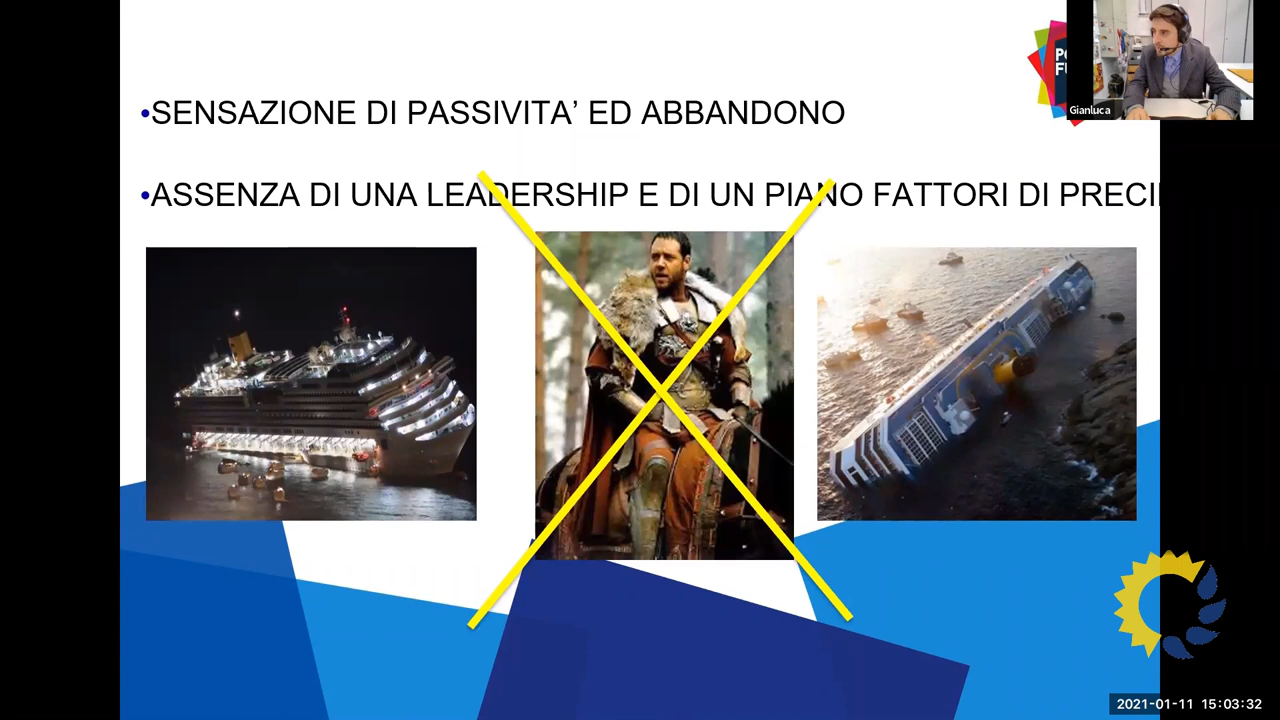 •SENSAZIONE DI PASSIVITA’ ED ABBANDONO
•ASSENZA DI UNA LEADERSHIP E DI UN PIANO FATTORI DI PRECI
Gianluca
2021-01-11 15:03:32